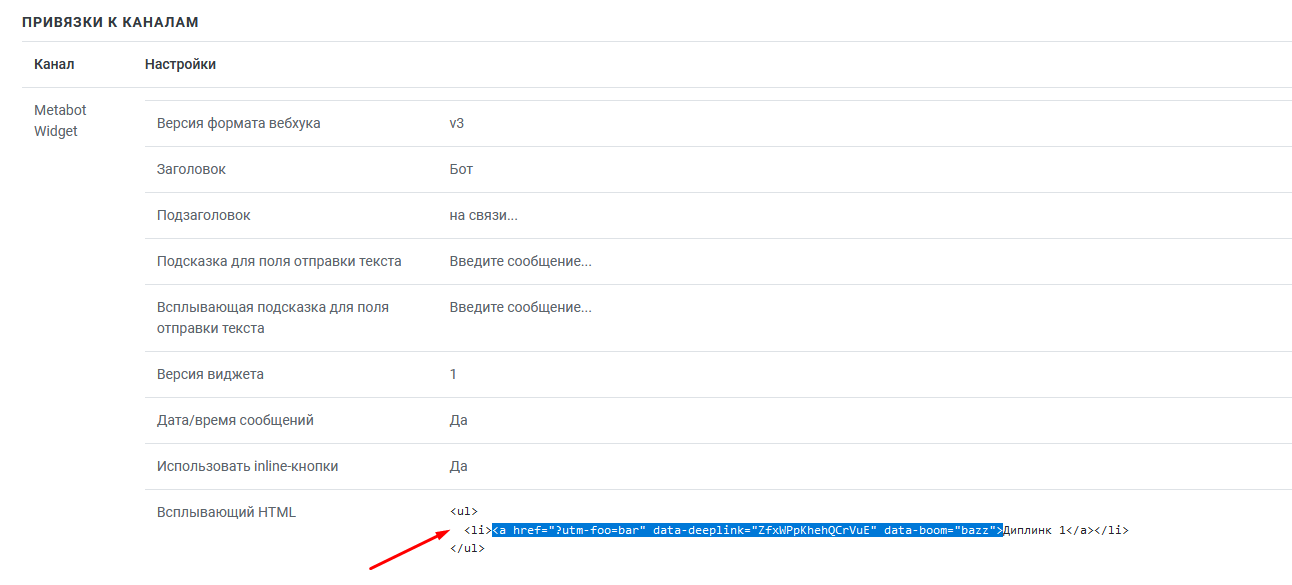 ПРИВЯЗКИ К КАНАЛАМ
Канал Настройки
Metabot
Widget
Версия формата вебхука v3
Заголовок Бот
Подзаголовок на связи...
Подсказка для поля отправки текста Введите сообщение...
Всплывающая подсказка для поля Введите сообщение...
отправки текста
Версия виджета 1
Дата/время сообщений Да
Использовать inline-кнопки Да
Всплывающий HTML <ul>
<li><a href="?utm-foo=bar" data-deeplink="ZfxWPpKhehQCrVuE" data-boom="bazz">Диплинк 1</a></li>
</ul>